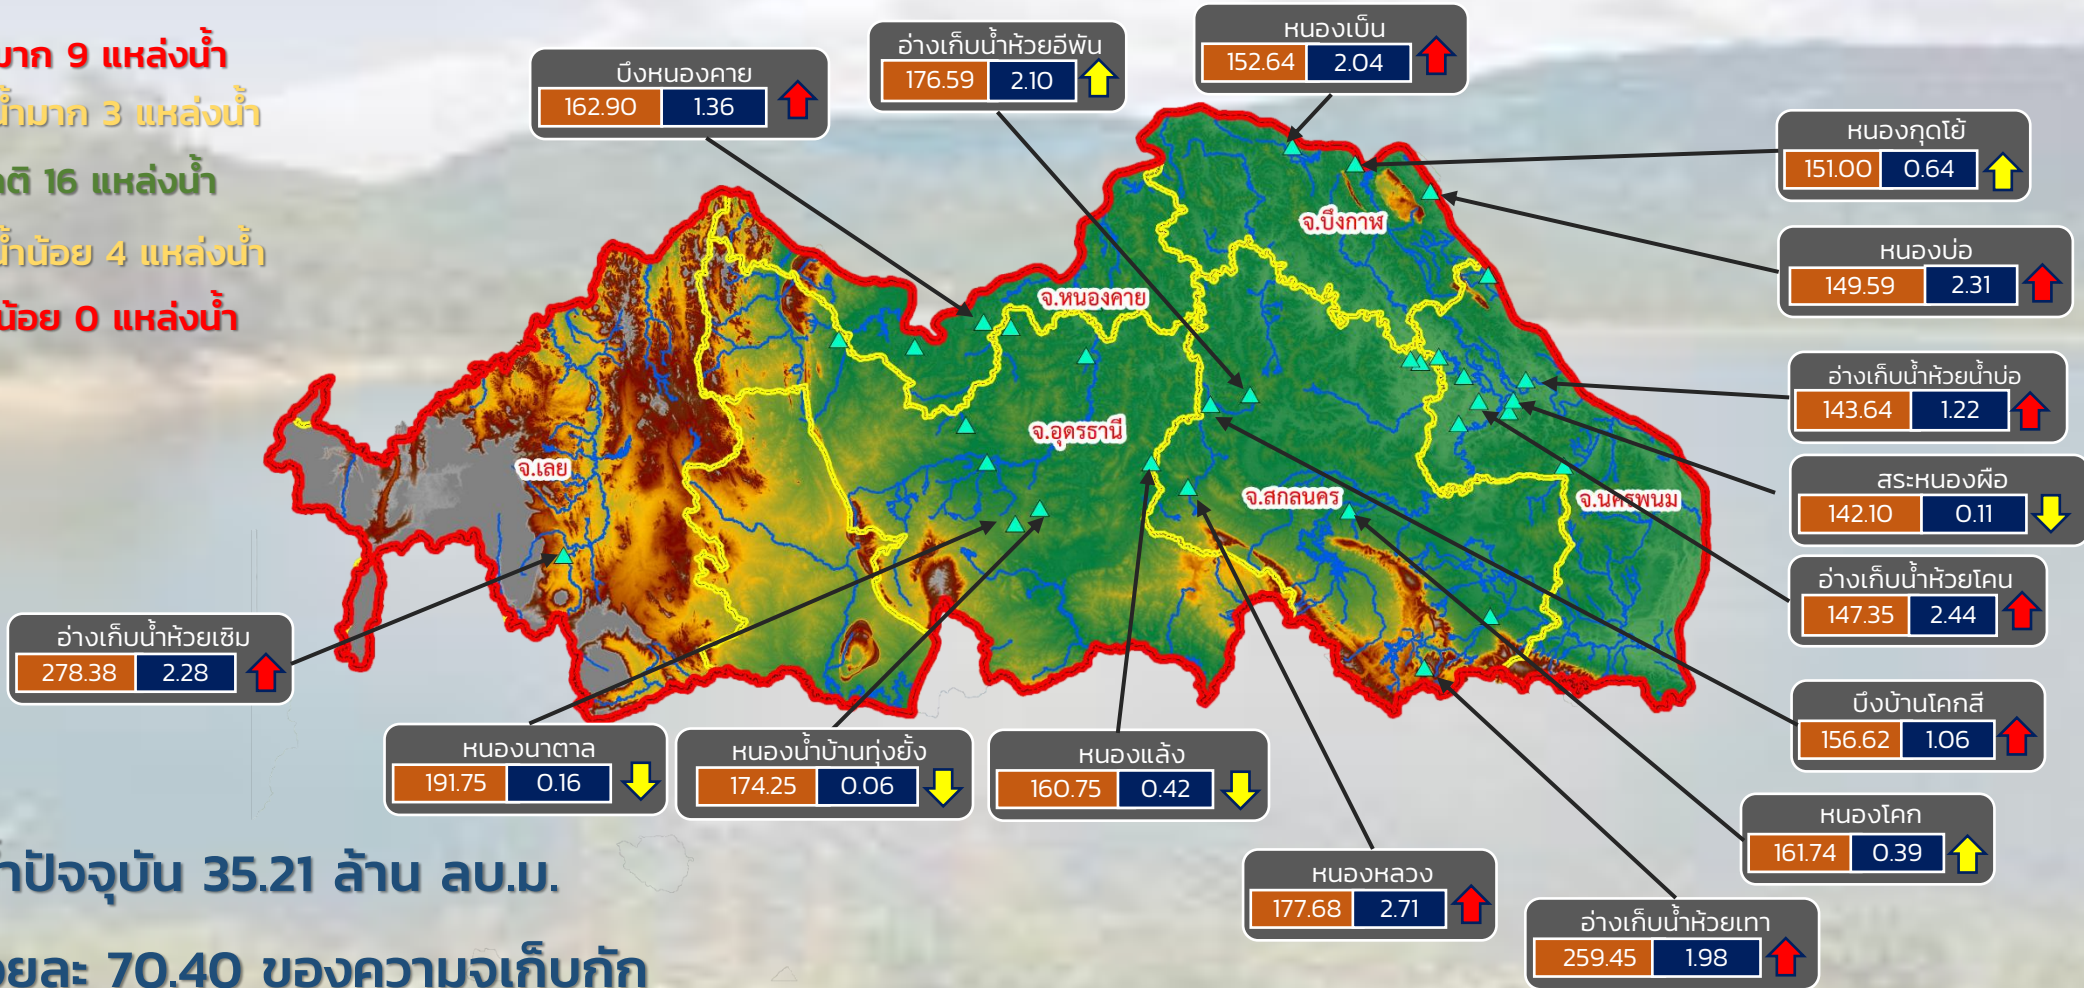 มาก 9 แหล่งน้ำ
น้ำมาก 3 แหล่งน้ำ
16 แหล่งน้ำ
น้ำน้อย 4 แหล่งน้ำ
น้อย 0 แหล่งน้ำ
บึงหนองคาย
162.90 1.36
อ่างเก็บน้ำห้วยอีพัน
176.59 2.10
หนองเบ็น
152.64 2.04
หนองกุดโย้
151.00 0.64
หนองบ่อ
149.59 2.31
อ่างเก็บน้ำห้วยน้ำบ่อ
143.64 1.22
สระหนองผือ
142.10 0.11
อ่างเก็บน้ำห้วยโคน
147.35 2.44
บึงบ้านโคกสี
156.62 1.06
หนองโคก
161.74 0.39
อ่างเก็บน้ำห้วยเทา
259.45 1.98
หนองหลวง
177.68 2.71
หนองแล้ง
160.75 0.42
หนองน้ำบ้านทุ่งยั้ง
174.25 0.06
หนองนาตาล
191.75 0.16
อ่างเก็บน้ำห้วยเซิม
278.38 2.28
จ.บึงกาฬ
จ.หนองคาย
จ.อุดรธานี
จ.เลย
จ.สกลนคร
จ.นครพนม
ปัจจุบัน 35.21 ล้าน ลบ.ม.
ยละ 70.40 ของความจุเก็บกัก